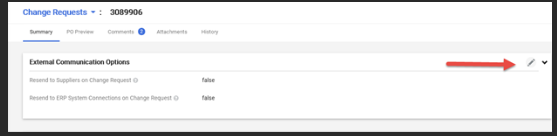 Change Requests : 3089906
Summary PO Preview Comments 2 Attachments History
External Communication Options
Resend to Suppliers on Change Request false
Resend to ERP System Connections on Change Request false